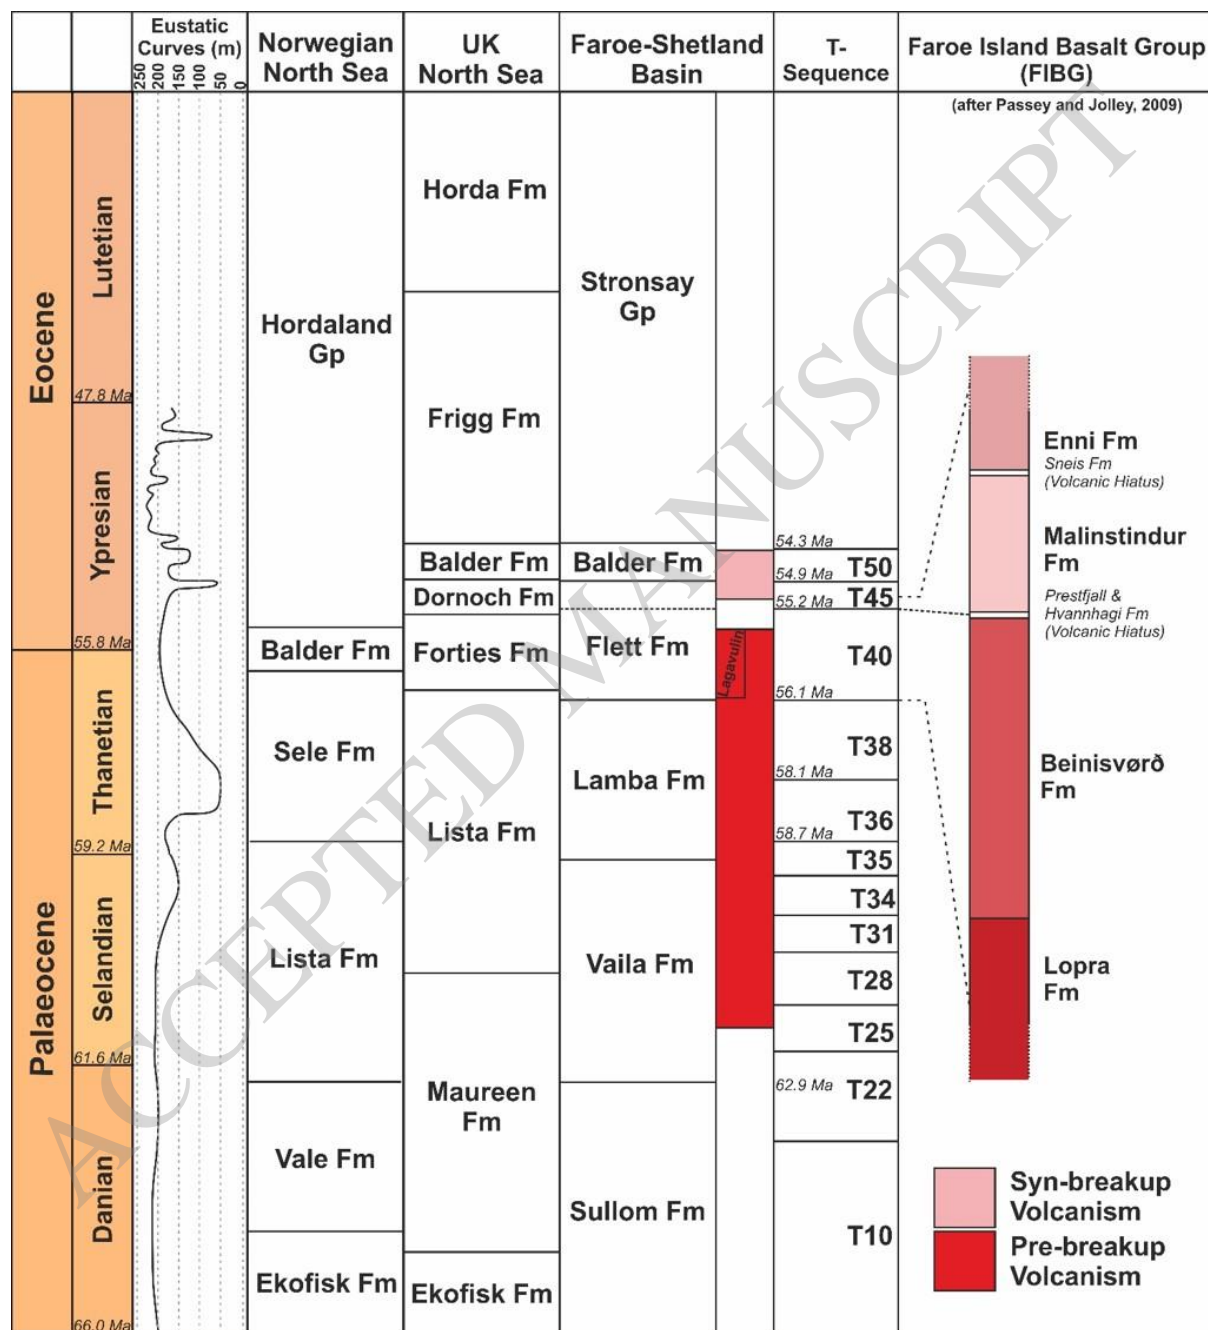 Eustatic
Curves (m)
250
200
150
100
50
0
Norwegian
North Sea
UK
North Sea
Faroe-Shetland
Basin
T-
Sequence
Faroe Island Basalt Group
(FIBG)
(after Passey and Jolley, 2009)
Eocene
Palaeocene
Lutetian
47.8 Ma
Ypresian
55.8 Ma
Thanetian
59.2 Ma
Selandian
61.6 Ma
Danian
66.0 Ma
Hordaland
Gp
Balder Fm
Sele Fm
Lista Fm
Vale Fm
Ekofisk Fm
Horda Fm
Frigg Fm
Balder Fm
Dornoch Fm
Forties Fm
Lista Fm
Maureen
Fm
Ekofisk Fm
Stronsay
Gp
Balder Fm
Flett Fm
Lagavulin
Lamba Fm
Vaila Fm
Sullom Fm
54.3 Ma
T50
54.9 Ma
T45
55.2 Ma
T40
56.1 Ma
T38
58.1 Ma
T36
58.7 Ma
T35
T34
T31
T28
T25
62.9 Ma
T22
T10
Enni Fm
Sneis Fm
(Volcanic Hiatus)
Malinstindur
Fm
Prestfjall &
Hvannhagi Fm
(Volcanic Hiatus)
Beinisvørð
Fm
Lopra
Fm
Syn-breakup
Volcanism
Pre-breakup
Volcanism
ACCEPTED MANUSCRIPT